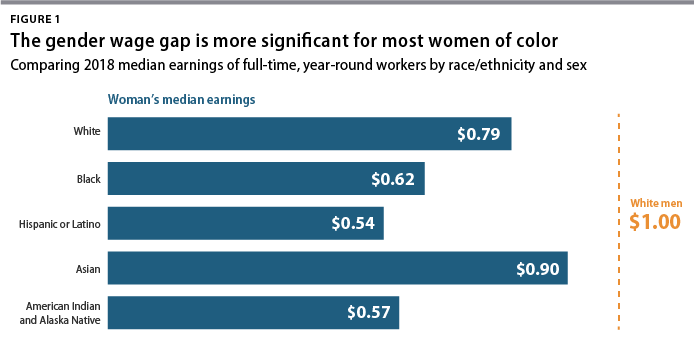 FIGURE 1
The gender wage gap is more significant for most women of color
Comparing 2018 median earnings of full-time, year-round workers by race/ethnicity and sex
Woman's median earnings
White
$0.79
Black
$0.62
Hispanic or Latino
$0.54
Asian
$0.90
American Indian
and Alaska Native
$0.57
White men
$1.00